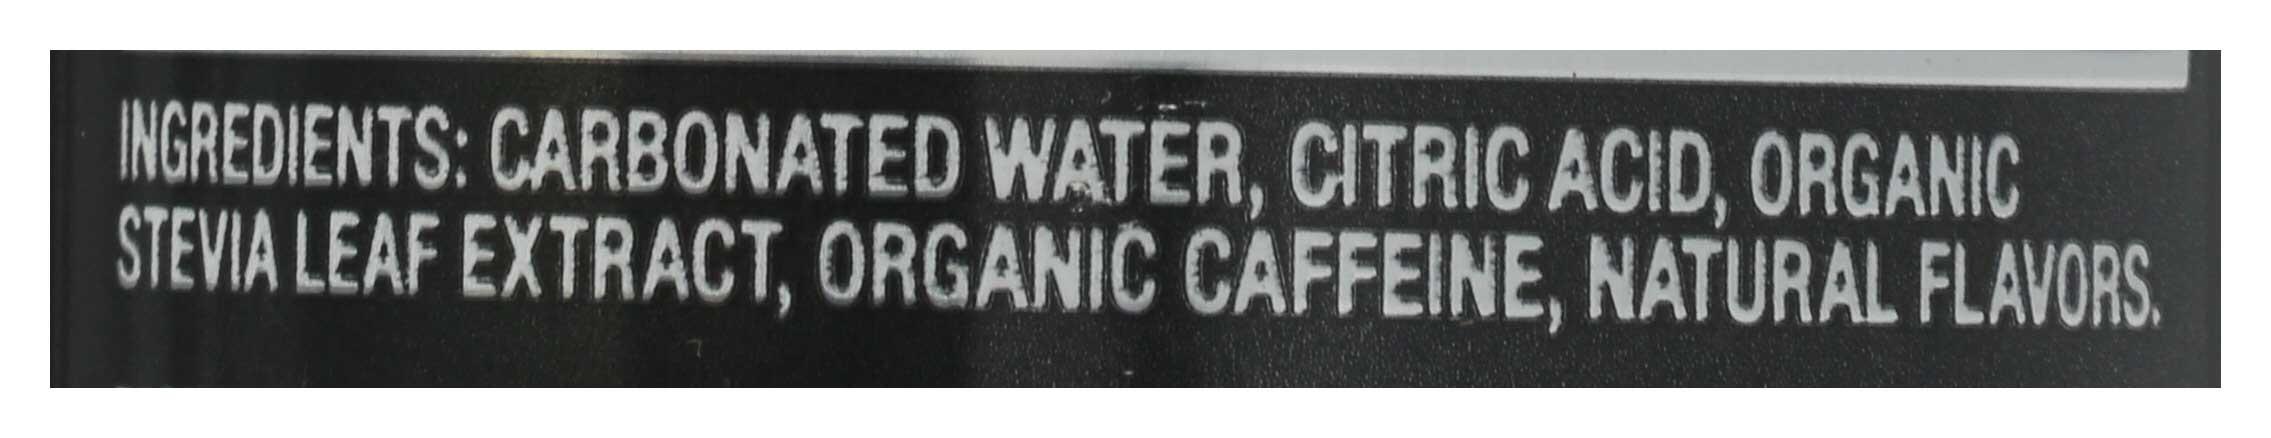 INGREDIENTS: CARBONATED WATER, CITRIC ACID, ORGANIC
STEVIA LEAF EXTRACT, ORGANIC CAFFEINE, NATURAL FLAVORS.